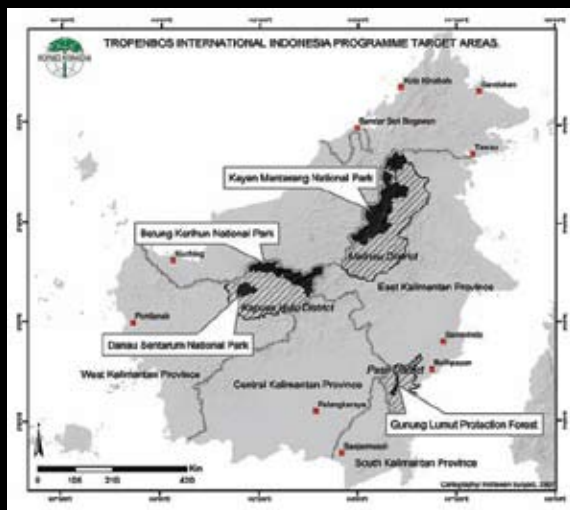 TROPENBOS INTERNATIONAL INDONESIA PROGRAMME TARGET AREAS.
Kota Kinabalu
Sandakan
Bandar Seri Begawan
Tawau
Kayan Mentarang National Park
Betung Kerihun National Park
Kuching
Malinau District
East Kalimantan Province
Kapuas Hulu District
Pontianak
Danau Sentarum National Park
Samarinda
West Kalimantan Province
Balikpapan
Pasir District
Central Kalimantan Province
Palangkaraya
Gunung Lumut Protection Forest
Banjarmasin
South Kalimantan Province
Km
0 105 210 420